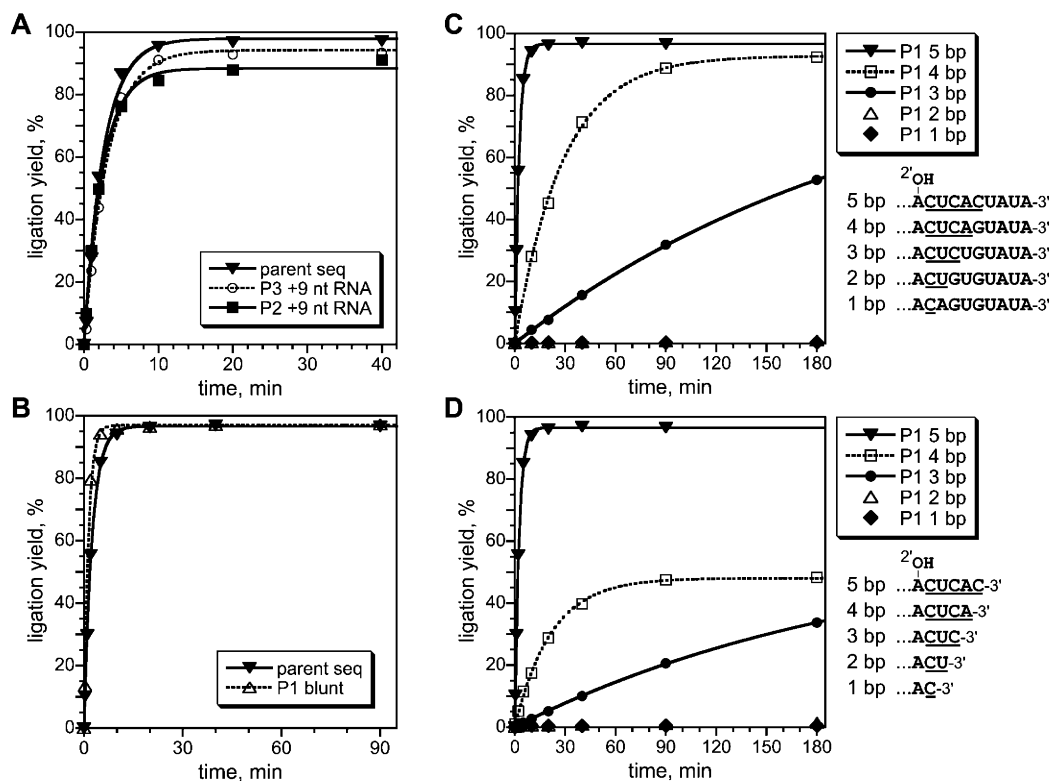 A
ligation yield, %
100
80
60
40
20
0
parent seq
P3 +9 nt RNA
P2 +9 nt RNA
0 10 20 30 40
time, min
B
ligation yield, %
100
80
60
40
20
0
parent seq
P1 blunt
0 30 60 90
time, min
C
ligation yield, %
100
80
60
40
20
0
0 30 60 90 120 150 180
time, min
P1 5 bp
P1 4 bp
P1 3 bp
P1 2 bp
P1 1 bp
2'OH
5 bp ...ACUCACUAUA-3'
4 bp ...ACUCAGUAUA-3'
3 bp ...ACUCUGUAUA-3'
2 bp ...ACUGUGUAUA-3'
1 bp ...ACAGUGUAUA-3'
D
ligation yield, %
100
80
60
40
20
0
0 30 60 90 120 150 180
time, min
P1 5 bp
P1 4 bp
P1 3 bp
P1 2 bp
P1 1 bp
2'OH
5 bp ...ACUCAC-3'
4 bp ...ACUCA-3'
3 bp ...ACUC-3'
2 bp ...ACU-3'
1 bp ...AC-3'